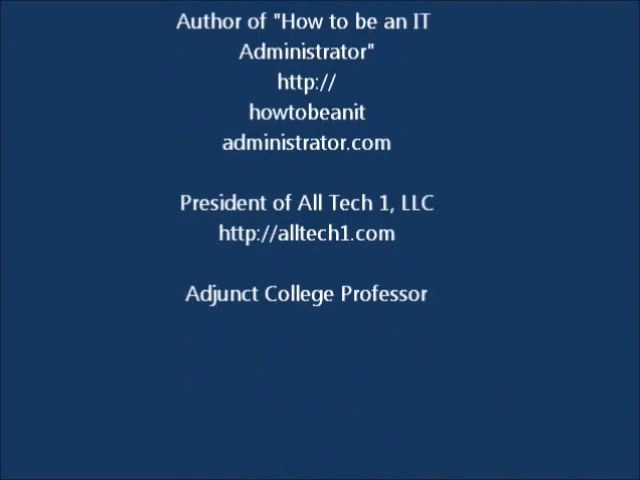 Author of "How to be an IT
Administrator"
http://
howtobeanit
administrator.com
President of All Tech 1, LLC
http://alltech1.com
Adjunct College Professor